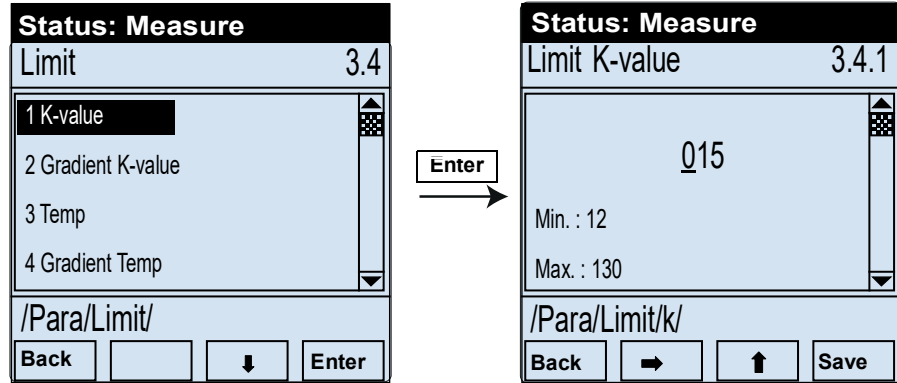 Status: Measure
Limit 3.4
1 K-value
2 Gradient K-value
3 Temp
4 Gradient Temp
/Para/Limit/
Back ⬇ Enter
Enter
Status: Measure
Limit K-value 3.4.1
015
Min. : 12
Max. : 130
/Para/Limit/k/
Back ➡ ⬆ Save